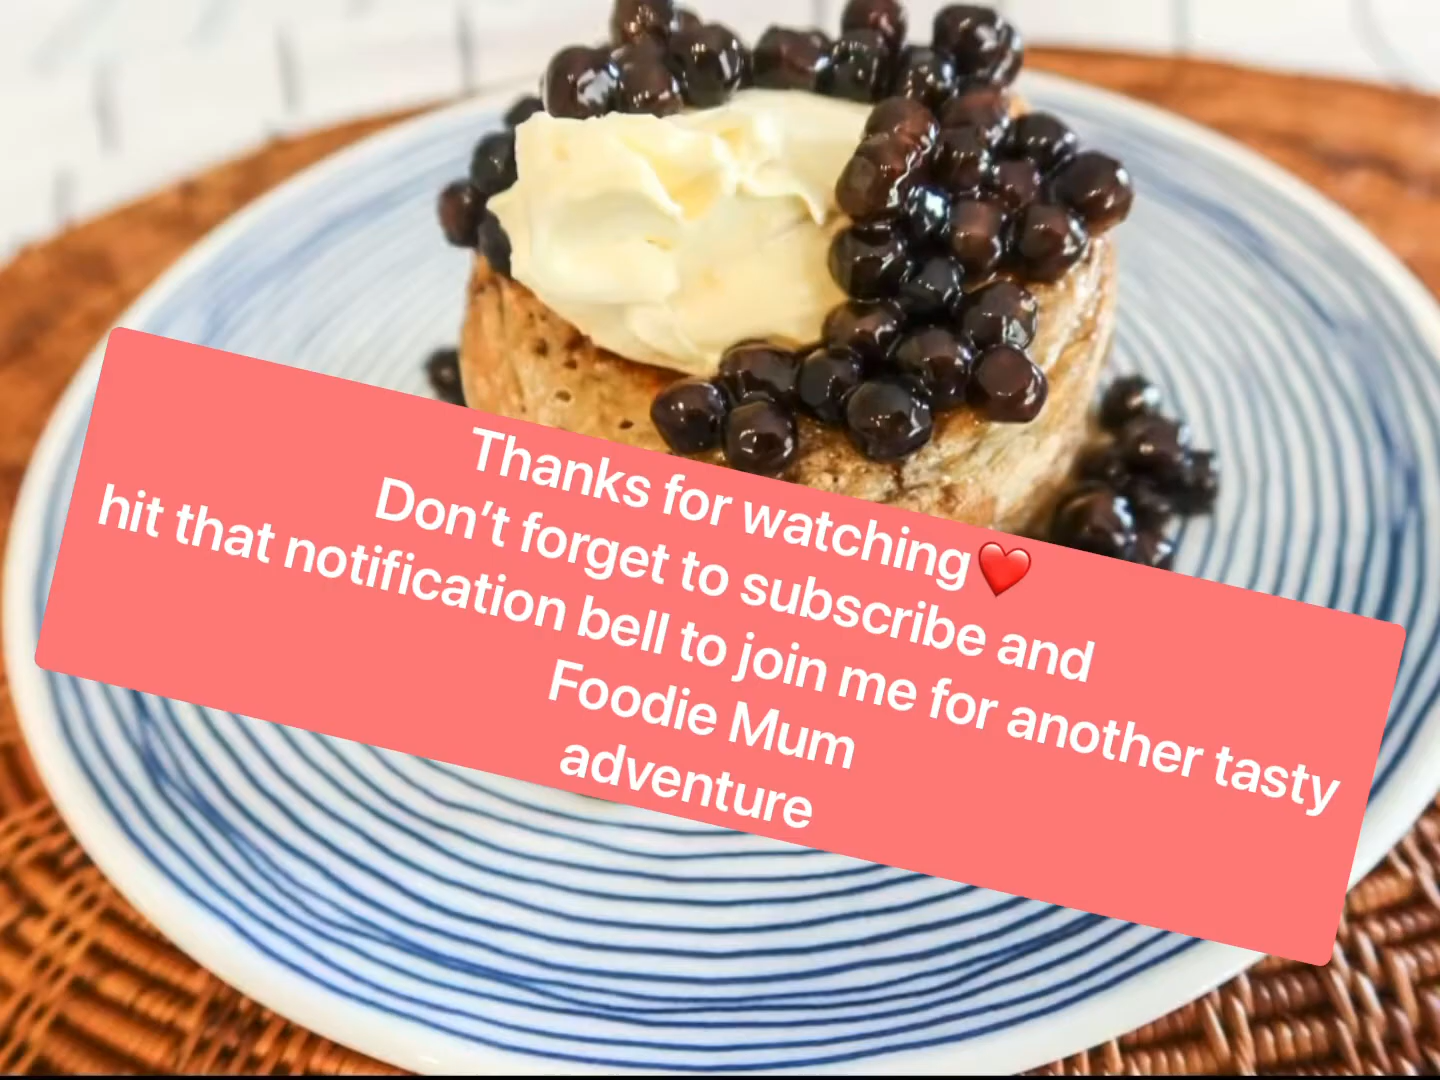 Thanks for watching❤️
Don’t forget to subscribe and
hit that notification bell to join me for another tasty
Foodie Mum
adventure